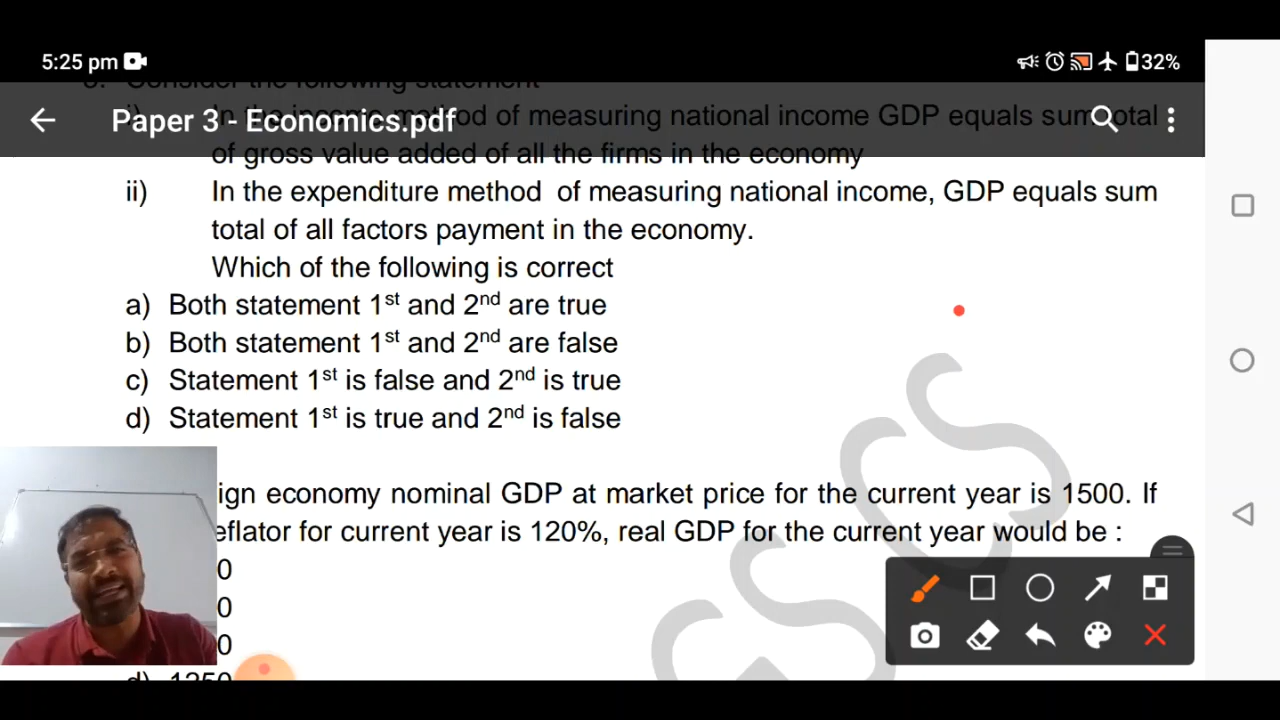 5:25 pm
32%
Paper 3 - Economics.pdf
of measuring national income GDP equals sum total
of gross value added of all the firms in the economy
ii) In the expenditure method of measuring national income, GDP equals sum
total of all factors payment in the economy.
Which of the following is correct
a) Both statement 1st and 2nd are true
b) Both statement 1st and 2nd are false
c) Statement 1st is false and 2nd is true
d) Statement 1st is true and 2nd is false
ign economy nominal GDP at market price for the current year is 1500. If
eflator for current year is 120%, real GDP for the current year would be :
0
0
0
d) 1250